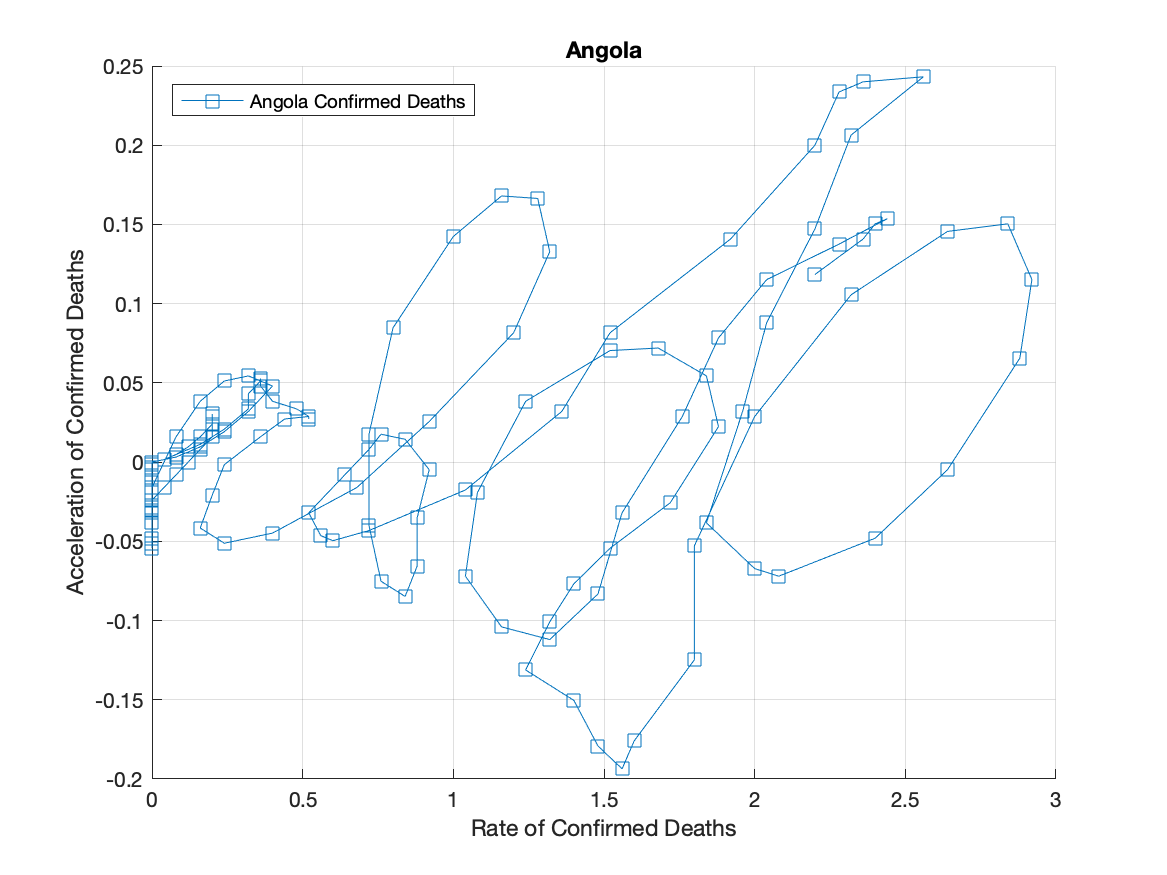 Angola
0.25
Angola Confirmed Deaths
0.2
0.15
0.1
0.05
0
-0.05
-0.1
-0.15
-0.2
Acceleration of Confirmed Deaths
0 0.5 1 1.5 2 2.5 3
Rate of Confirmed Deaths